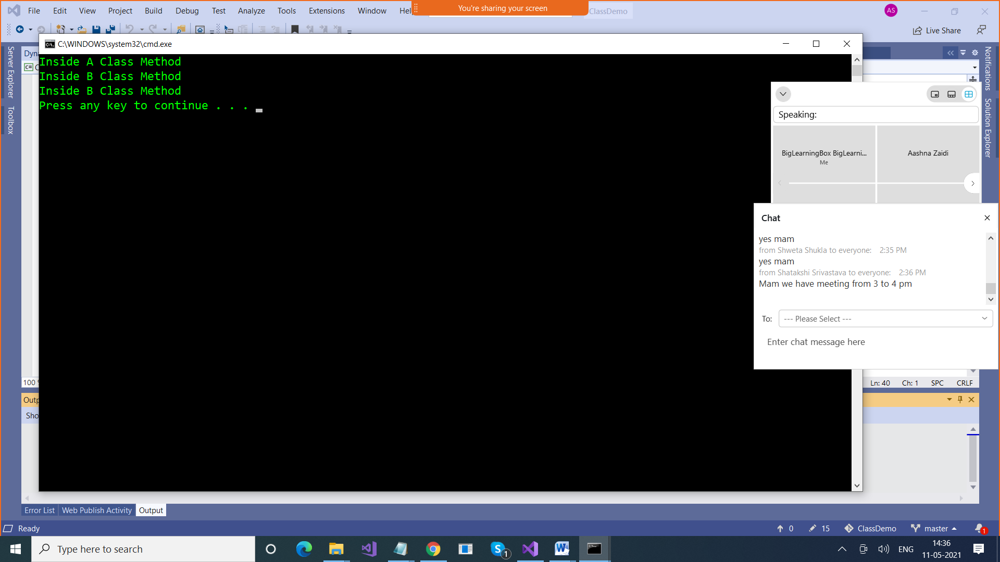 File Edit View Project Build Debug Test Analyze Tools Extensions Window Hel
You're sharing your screen
ClassDemo
AS
Live Share
C:\WINDOWS\system32\cmd.exe
Server Explorer
Toolbox
Dyna
C#
Inside A Class Method
Inside B Class Method
Inside B Class Method
Press any key to continue . . .
Notifications
Solution Explorer
Speaking:
BigLearningBox BigLearni...
Me
Aashna Zaidi
Chat
yes mam
from Shweta Shukla to everyone: 2:35 PM
yes mam
from Shatakshi Srivastava to everyone: 2:36 PM
Mam we have meeting from 3 to 4 pm
To: --- Please Select ---
Enter chat message here
100 %
Ln: 40 Ch: 1 SPC CRLF
Outp
Sho
Error List Web Publish Activity Output
Ready
0 15 ClassDemo master 1
Type here to search
S 1
W
ENG
14:36
11-05-2021